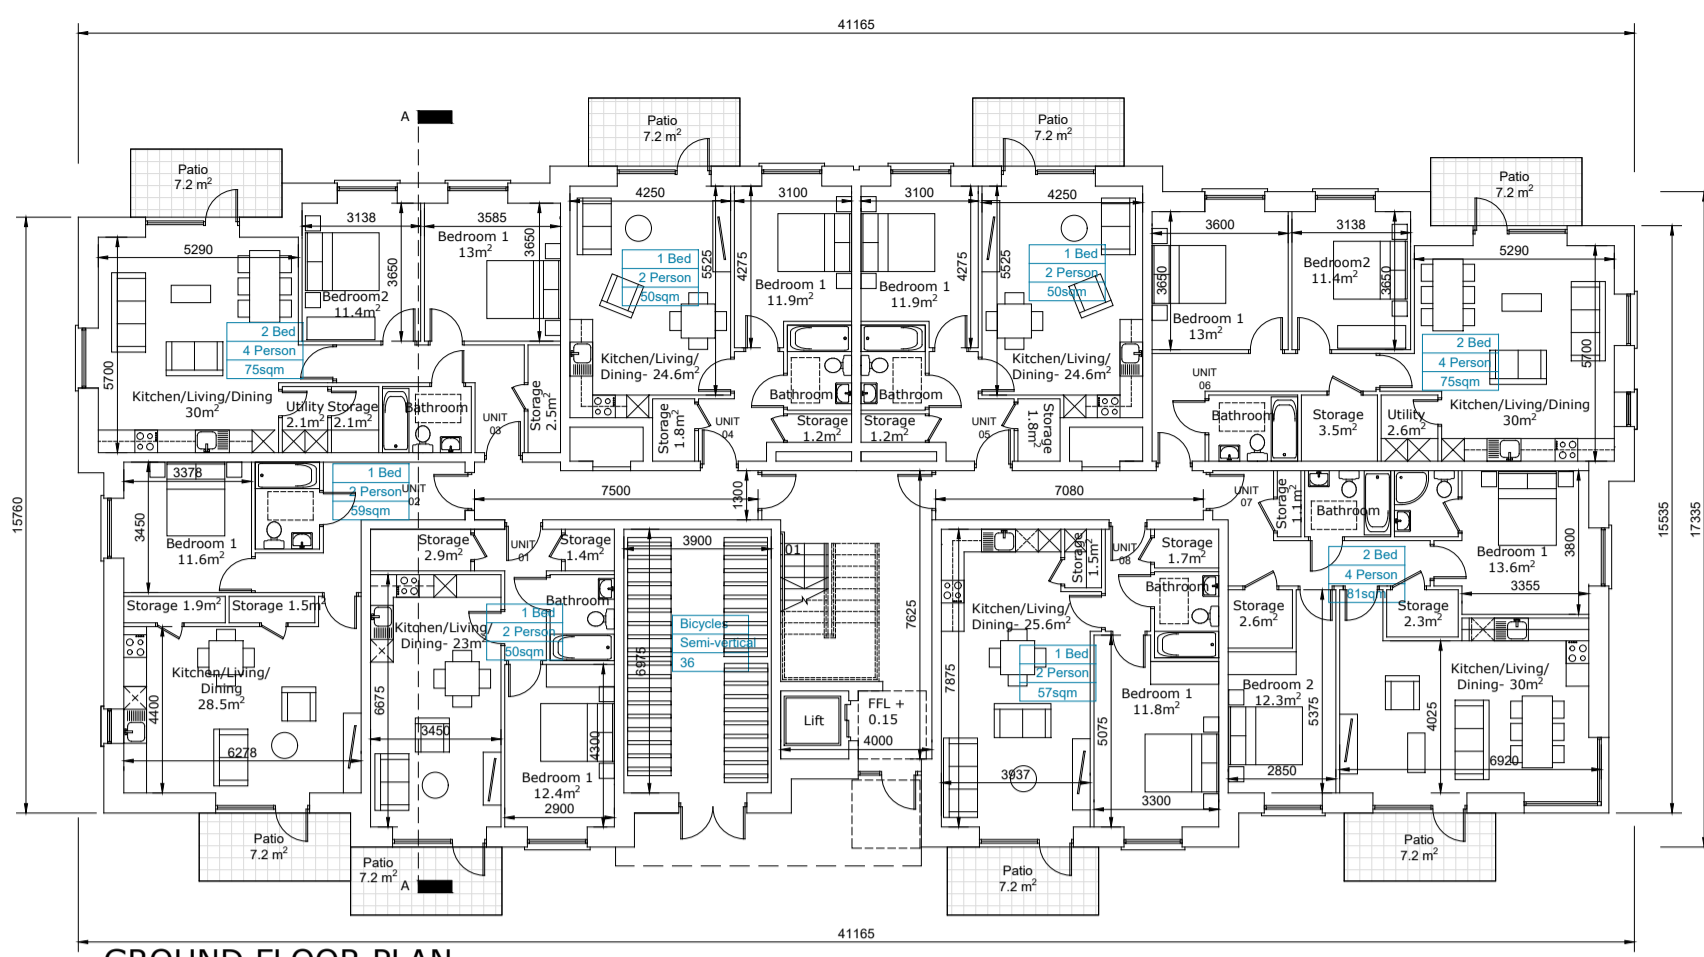 41165
A
Patio
7.2 m²
Patio
7.2 m²
Patio
7.2 m²
Patio
7.2 m²
5290
3138
3585
Bedroom 1
13m²
3650
3650
Bedroom2
11.4m²
2 Bed
4 Person
75sqm
5700
Kitchen/Living/Dining
30m²
Utility
2.1m²
Storage
2.1m²
Bathroom
UNIT
03
Storage
2.5m²
4250
1 Bed
2 Person
50sqm
5525
Kitchen/Living/
Dining- 24.6m²
Storage
1.8m²
UNIT
04
3100
4275
Bedroom 1
11.9m²
Bathroom
Storage
1.2m²
3100
4275
Bedroom 1
11.9m²
Bathroom
Storage
1.2m²
4250
5525
1 Bed
2 Person
50sqm
Kitchen/Living/
Dining- 24.6m²
UNIT
05
Storage
1.8m²
3600
3650
Bedroom 1
13m²
3138
Bedroom2
11.4m²
3650
5290
2 Bed
4 Person
75sqm
5700
UNIT
06
Bathroom
Storage
3.5m²
Utility
2.6m²
Kitchen/Living/Dining
30m²
15760
15535
17335
3378
3450
Bedroom 1
11.6m²
1 Bed
2 Person
59sqm
UNIT
02
Storage 1.9m²
Storage 1.5m²
Kitchen/Living/
Dining
28.5m²
4400
6278
7500
1300
7080
Storage
2.9m²
UNIT
01
Storage
1.4m²
Bathroom
Kitchen/Living/
Dining- 23m²
1 Bed
2 Person
50sqm
6675
3450
4300
Bedroom 1
12.4m²
2900
3900
6975
Bicycles
Semi-vertical
36
01
7625
Lift
FFL +
0.15
4000
Storage
1.5m²
UNIT
08
Storage
1.7m²
Bathroom
Kitchen/Living/
Dining- 25.6m²
1 Bed
2 Person
57sqm
7875
3937
5075
Bedroom 1
11.8m²
3300
UNIT
07
Storage
1.1m²
Bathroom
2 Bed
4 Person
81sqm
Bedroom 1
13.6m²
3355
3800
Storage
2.6m²
Storage
2.3m²
Bedroom 2
12.3m²
5375
2850
Kitchen/Living/
Dining- 30m²
4025
6920
Patio
7.2 m²
Patio
7.2 m²
A
Patio
7.2 m²
Patio
7.2 m²
41165
GROUND FLOOR PLAN